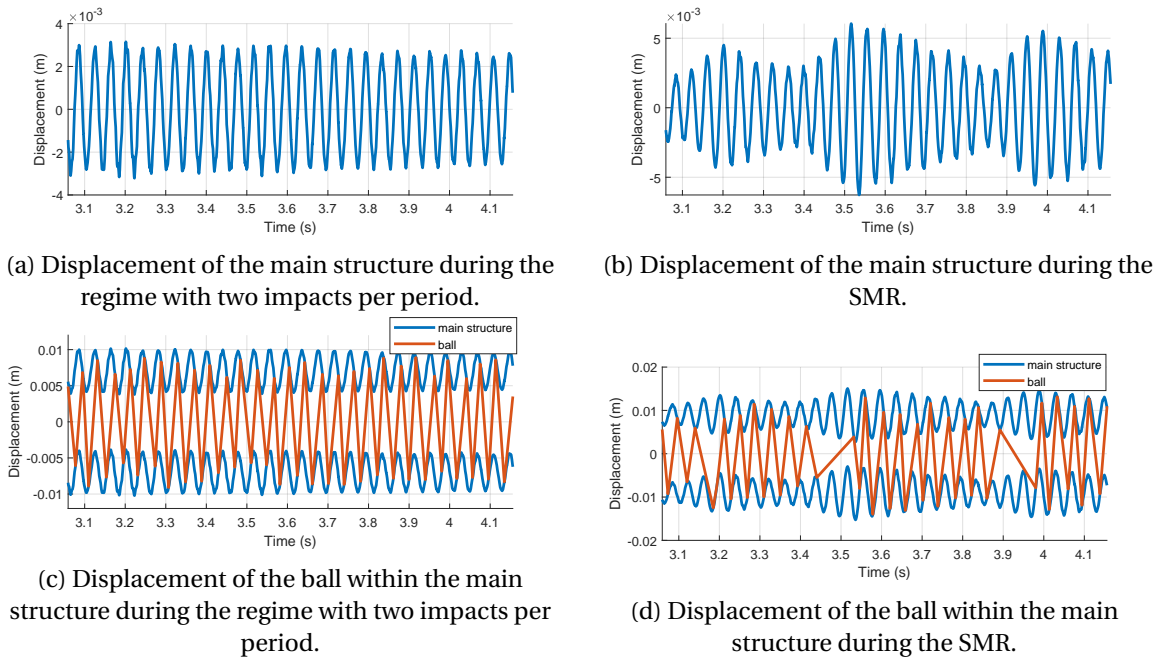 ×10⁻³
4
2
0
-2
-4
Displacement (m)
3.1 3.2 3.3 3.4 3.5 3.6 3.7 3.8 3.9 4 4.1
Time (s)
(a) Displacement of the main structure during the
regime with two impacts per period.
×10⁻³
5
0
-5
Displacement (m)
3.1 3.2 3.3 3.4 3.5 3.6 3.7 3.8 3.9 4 4.1
Time (s)
(b) Displacement of the main structure during the
SMR.
main structure
ball
0.01
0.005
0
-0.005
-0.01
Displacement (m)
3.1 3.2 3.3 3.4 3.5 3.6 3.7 3.8 3.9 4 4.1
Time (s)
(c) Displacement of the ball within the main
structure during the regime with two impacts per
period.
main structure
ball
0.02
0.01
0
-0.01
-0.02
Displacement (m)
3.1 3.2 3.3 3.4 3.5 3.6 3.7 3.8 3.9 4 4.1
Time (s)
(d) Displacement of the ball within the main
structure during the SMR.